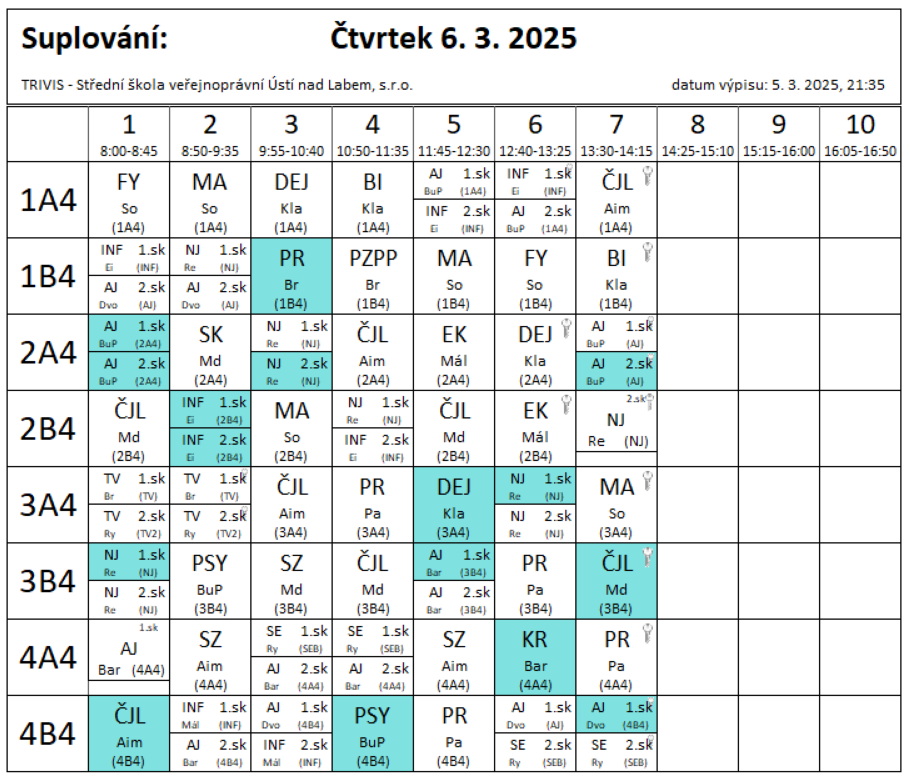 Suplování: Čtvrtek 6. 3. 2025
TRIVIS - Střední škola veřejnoprávní Ústí nad Labem, s.r.o. datum výpisu: 5. 3. 2025, 21:35
1 2 3 4 5 6 7 8 9 10
8:00-8:45 8:50-9:35 9:55-10:40 10:50-11:35 11:45-12:30 12:40-13:25 13:30-14:15 14:25-15:10 15:15-16:00 16:05-16:50
1A4
FY So (1A4)
MA So (1A4)
DEJ Kla (1A4)
BI Kla (1A4)
AJ 1.sk BuP (1A4)
INF 2.sk Ei (INF)
INF 1.sk Ei (INF)
AJ 2.sk BuP (1A4)
ČJL Aim (1A4)
1B4
INF 1.sk Ei (INF)
AJ 2.sk Dvo (AJ)
NJ 1.sk Re (NJ)
AJ 2.sk Dvo (AJ)
PR Br (1B4)
PZPP Br (1B4)
MA So (1B4)
FY So (1B4)
BI Kla (1B4)
2A4
AJ 1.sk BuP (2A4)
AJ 2.sk BuP (2A4)
SK Md (2A4)
NJ 1.sk Re (NJ)
NJ 2.sk Re (NJ)
ČJL Aim (2A4)
EK Mál (2A4)
DEJ Kla (2A4)
AJ 1.sk BuP (AJ)
AJ 2.sk BuP (AJ)
2B4
ČJL Md (2B4)
INF 1.sk Ei (2B4)
INF 2.sk Ei (2B4)
MA So (2B4)
NJ 1.sk Re (NJ)
INF 2.sk Ei (INF)
ČJL Md (2B4)
EK Mál (2B4)
2.sk NJ Re (NJ)
3A4
TV 1.sk Br (TV)
TV 2.sk Ry (TV2)
TV 1.sk Br (TV)
TV 2.sk Ry (TV2)
ČJL Aim (3A4)
PR Pa (3A4)
DEJ Kla (3A4)
NJ 1.sk Re (NJ)
NJ 2.sk Re (NJ)
MA So (3A4)
3B4
NJ 1.sk Re (NJ)
NJ 2.sk Re (NJ)
PSY BuP (3B4)
SZ Md (3B4)
ČJL Md (3B4)
AJ 1.sk Bar (3B4)
AJ 2.sk Bar (3B4)
PR Pa (3B4)
ČJL Md (3B4)
4A4
1.sk AJ Bar (4A4)
SZ Aim (4A4)
SE 1.sk Ry (SEB)
AJ 2.sk Bar (4A4)
SE 1.sk Ry (SEB)
AJ 2.sk Bar (4A4)
SZ Aim (4A4)
KR Bar (4A4)
PR Pa (4A4)
4B4
ČJL Aim (4B4)
INF 1.sk Mál (INF)
AJ 2.sk Bar (4B4)
AJ 1.sk Dvo (4B4)
INF 2.sk Mál (INF)
PSY BuP (4B4)
PR Pa (4B4)
AJ 1.sk Dvo (AJ)
SE 2.sk Ry (SEB)
AJ 1.sk Dvo (4B4)
SE 2.sk Ry (SEB)